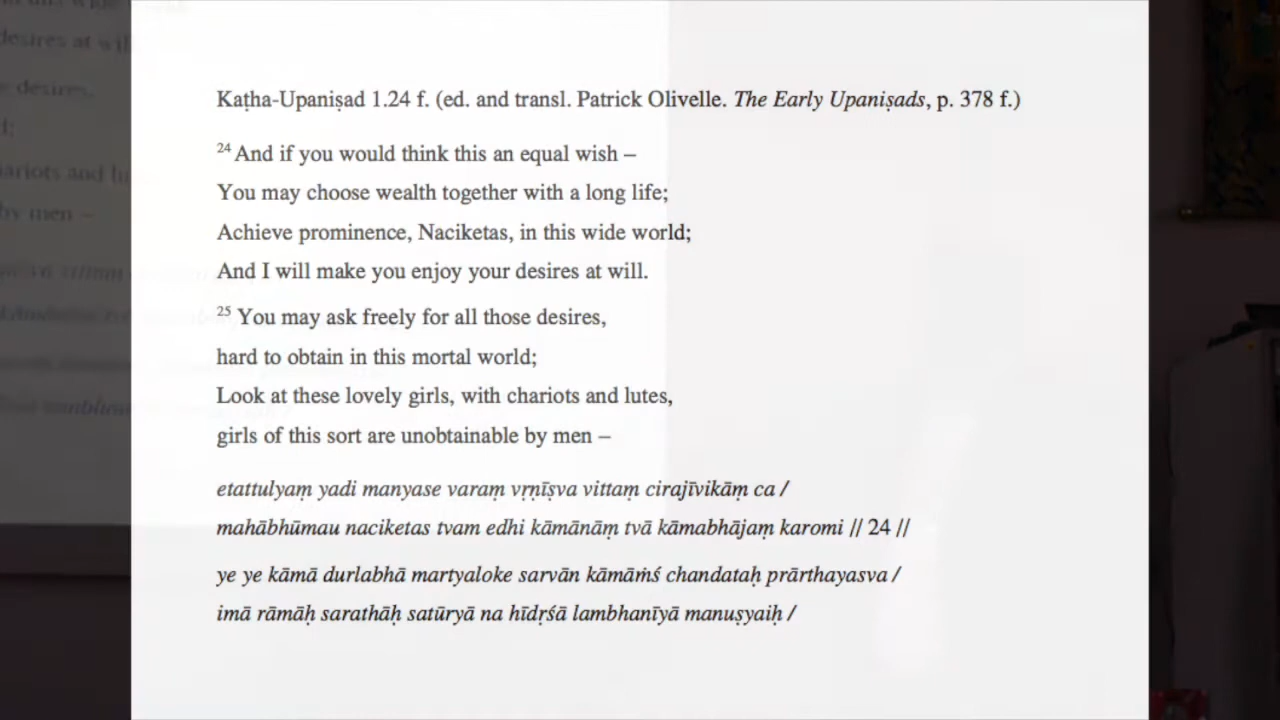 Kaṭha-Upaniṣad 1.24 f. (ed. and transl. Patrick Olivelle. The Early Upaniṣads, p. 378 f.)
24 And if you would think this an equal wish –
You may choose wealth together with a long life;
Achieve prominence, Naciketas, in this wide world;
And I will make you enjoy your desires at will.
25 You may ask freely for all those desires,
hard to obtain in this mortal world;
Look at these lovely girls, with chariots and lutes,
girls of this sort are unobtainable by men –
etattulyaṃ yadi manyase varaṃ vṛṇīṣva vittaṃ cirajīvikāṃ ca /
mahābhūmau naciketas tvam edhi kāmānāṃ tvā kāmabhājaṃ karomi // 24 //
ye ye kāmā durlabhā martyaloke sarvān kāmāṁś chandataḥ prārthayasva /
imā rāmāḥ sarathāḥ satūryā na hīdṛśā lambhanīyā manuṣyaiḥ /